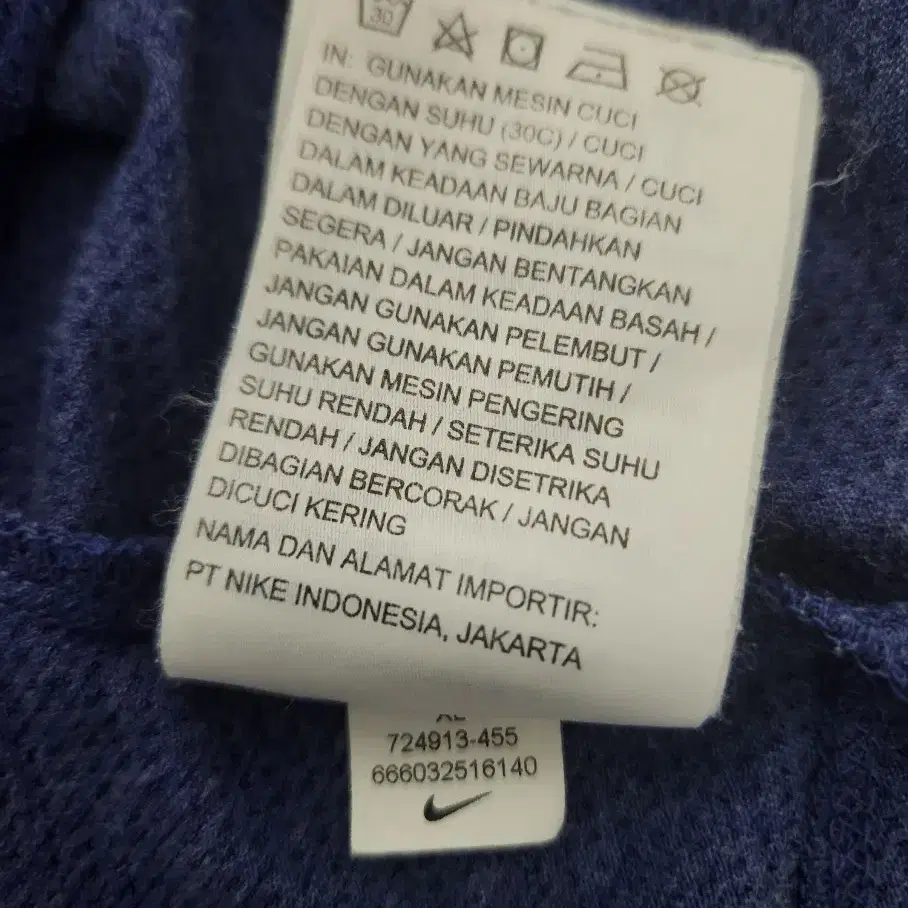 30
IN: GUNAKAN MESIN CUCI
DENGAN SUHU (30C) / CUCI
DENGAN YANG SEWARNA / CUCI
DALAM KEADAAN BAJU BAGIAN
DALAM DILUAR / PINDAHKAN
SEGERA / JANGAN BENTANGKAN
PAKAIAN DALAM KEADAAN BASAH /
JANGAN GUNAKAN PELEMBUT /
JANGAN GUNAKAN PEMUTIH /
GUNAKAN MESIN PENGERING
SUHU RENDAH / SETERIKA SUHU
RENDAH / JANGAN DISETRIKA
DIBAGIAN BERCORAK / JANGAN
DICUCI KERING
NAMA DAN ALAMAT IMPORTIR:
PT NIKE INDONESIA, JAKARTA
724913-455
666032516140